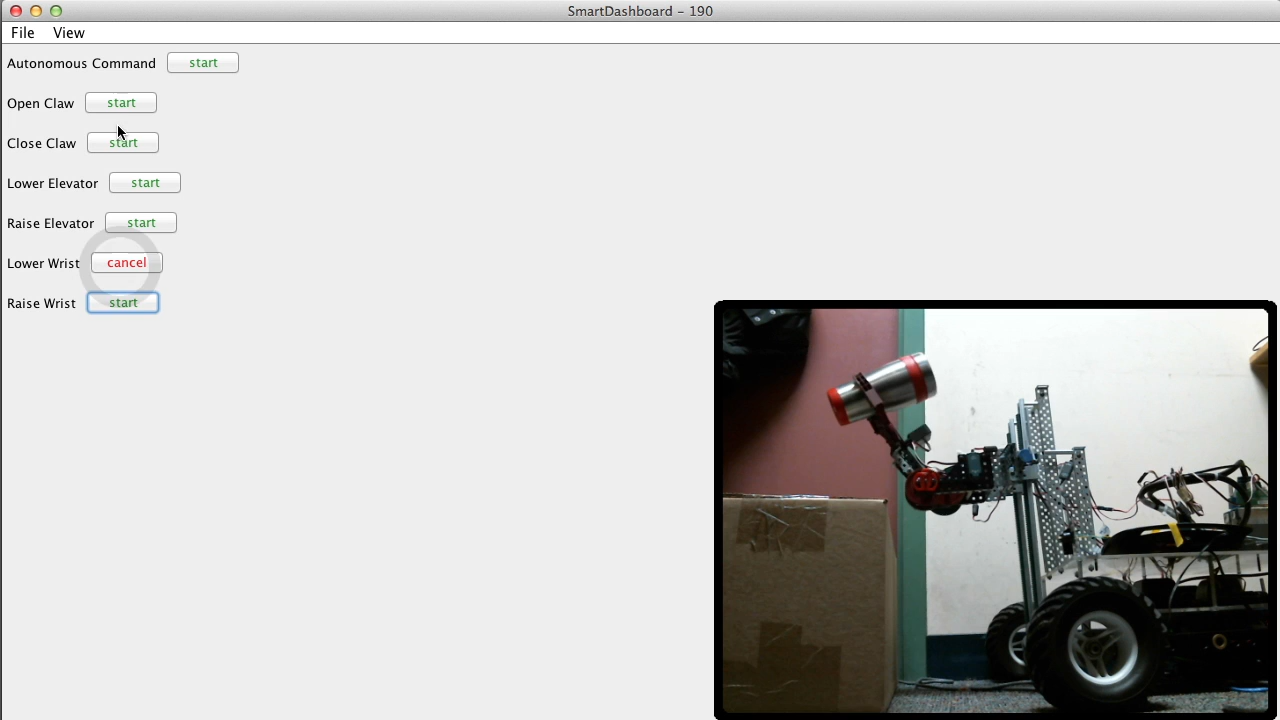 SmartDashboard - 190
File View
Autonomous Command start
Open Claw start
Close Claw start
Lower Elevator start
Raise Elevator start
Lower Wrist cancel
Raise Wrist start